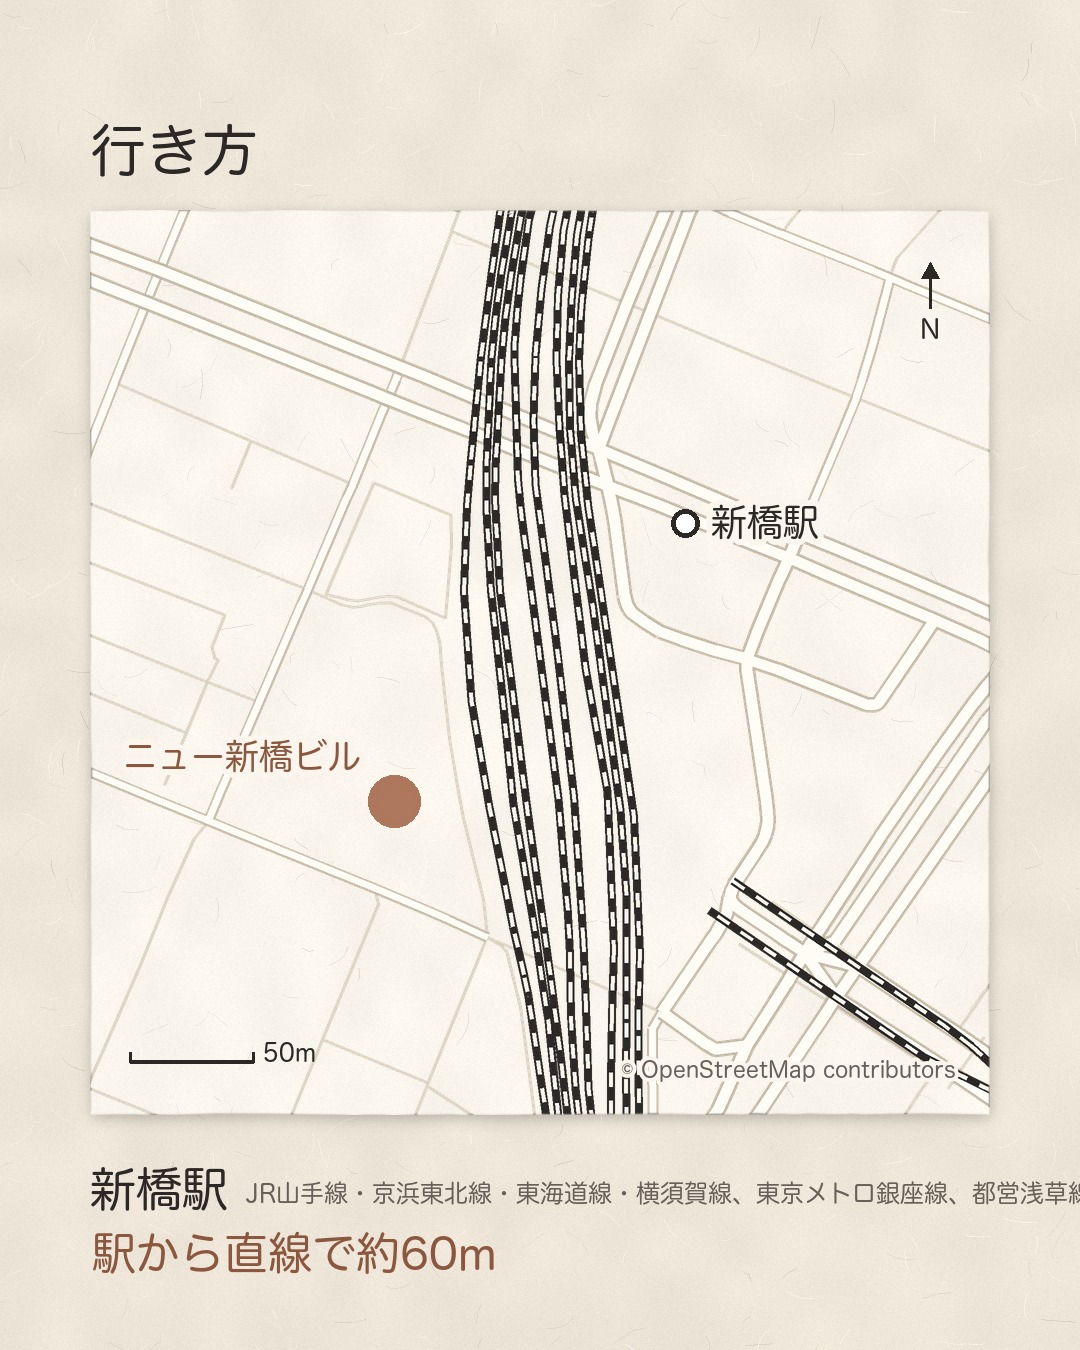 行き方
N
新橋駅
ニュー新橋ビル
50m
© OpenStreetMap contributors
新橋駅 JR山手線・京浜東北線・東海道線・横須賀線、東京メトロ銀座線、都営浅草線
駅から直線で約60m